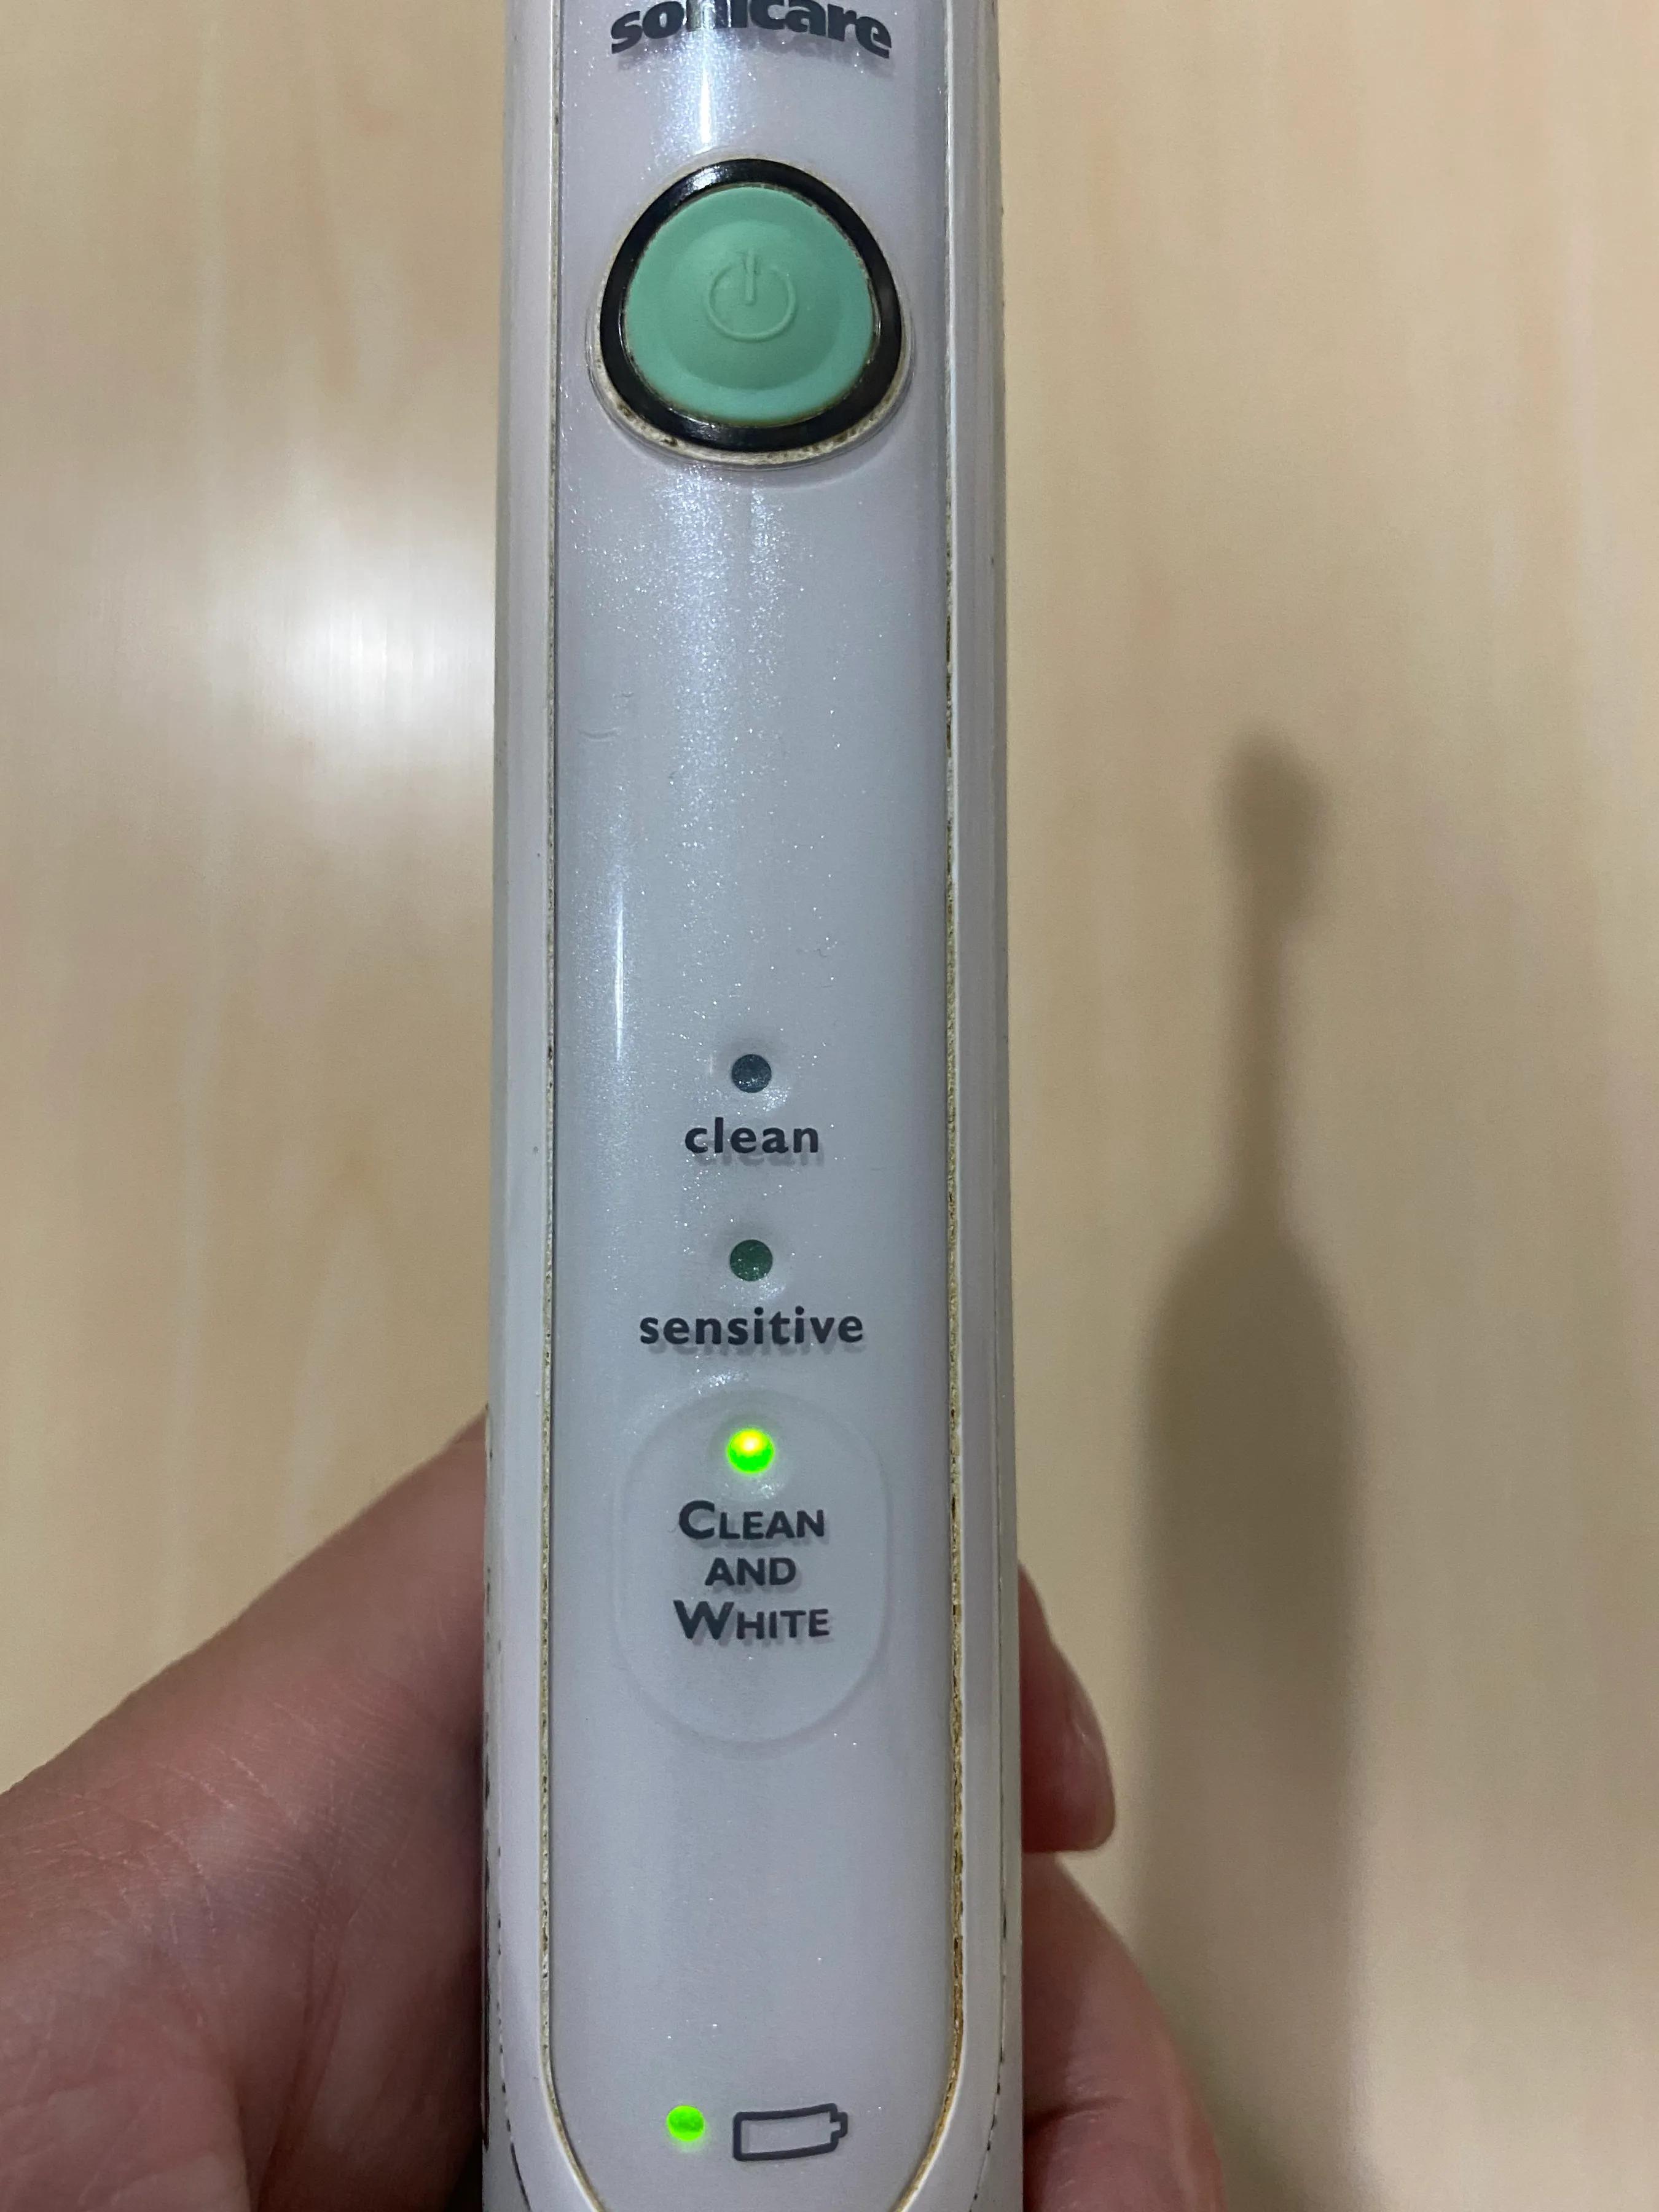 sonicare
clean
sensitive
CLEAN
AND
WHITE